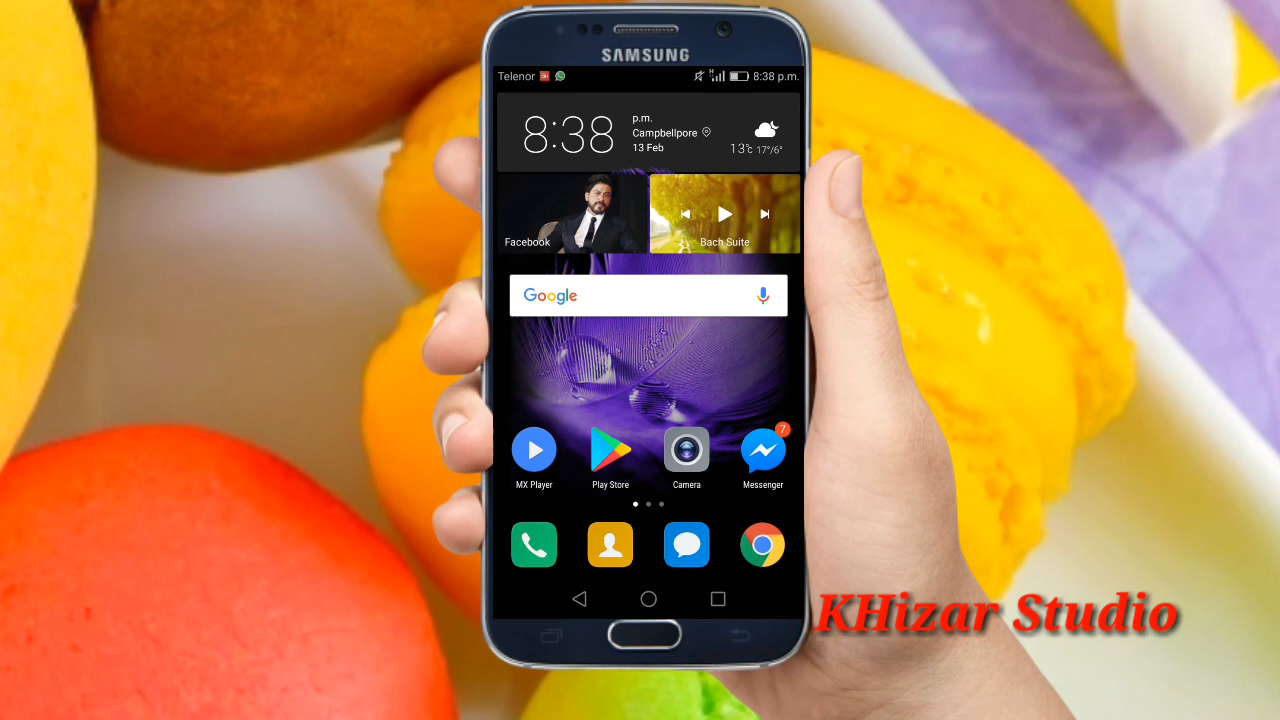 SAMSUNG
Telenor
8:38 p.m.
8:38
p.m.
Campbellpore
13 Feb
13°c 17°/6°
Facebook
Bach Suite
Google
7
MX Player
Play Store
Camera
Messenger
KHizar Studio